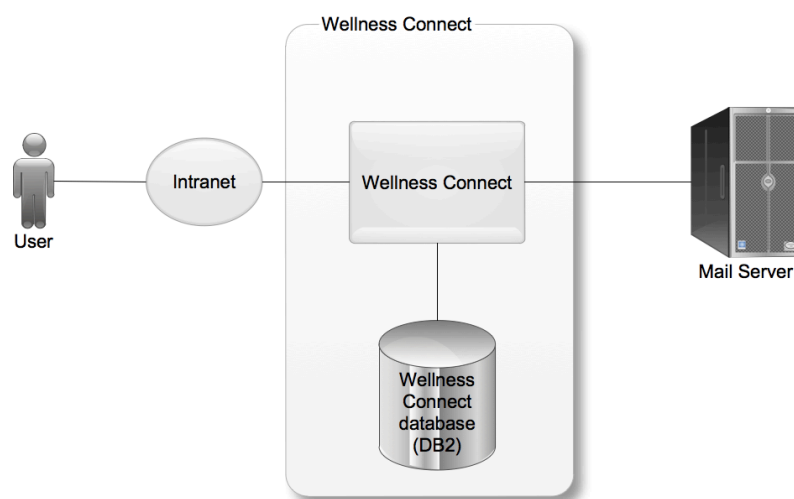 Wellness Connect
Intranet
Wellness Connect
User
Mail Server
Wellness
Connect
database
(DB2)